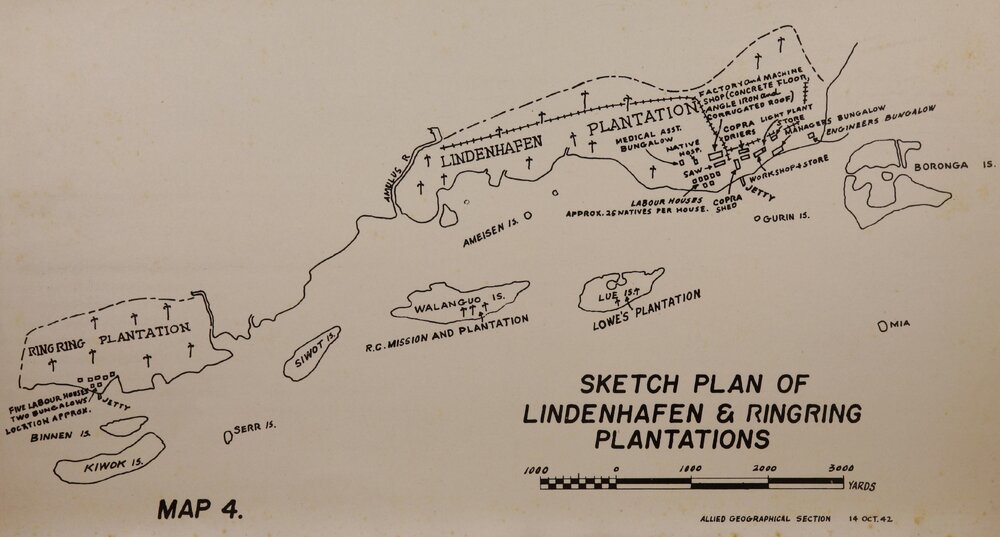 FACTORY and MACHINE
SHOP (CONCRETE FLOOR,
ANGLE IRON and
CORRUGATED ROOF)
LINDENHAFEN PLANTATION
MEDICAL ASST.
BUNGALOW
NATIVE
HOSP.
COPRA
DRIERS
LIGHT PLANT
STORE
MANAGERS BUNGALOW
ENGINEERS BUNGALOW
SAW
WORKSHOP & STORE
JETTY
COPRA
SHED
LABOUR HOUSES
APPROX. 25 NATIVES PER HOUSE.
BORONGA IS.
AMULUS R.
AMEISEN IS.
GURIN IS.
WALANGUO IS.
R.C. MISSION AND PLANTATION
LUE IS.
LOWE'S PLANTATION
MIA
SIWOT IS.
RING RING PLANTATION
FIVE LABOUR HOUSES
TWO BUNGALOWS
LOCATION APPROX.
JETTY
BINNEN IS.
SERR IS.
KIWOK IS.
SKETCH PLAN OF
LINDENHAFEN & RINGRING
PLANTATIONS
1000 0 1000 2000 3000
YARDS
MAP 4.
ALLIED GEOGRAPHICAL SECTION 14 OCT. 42